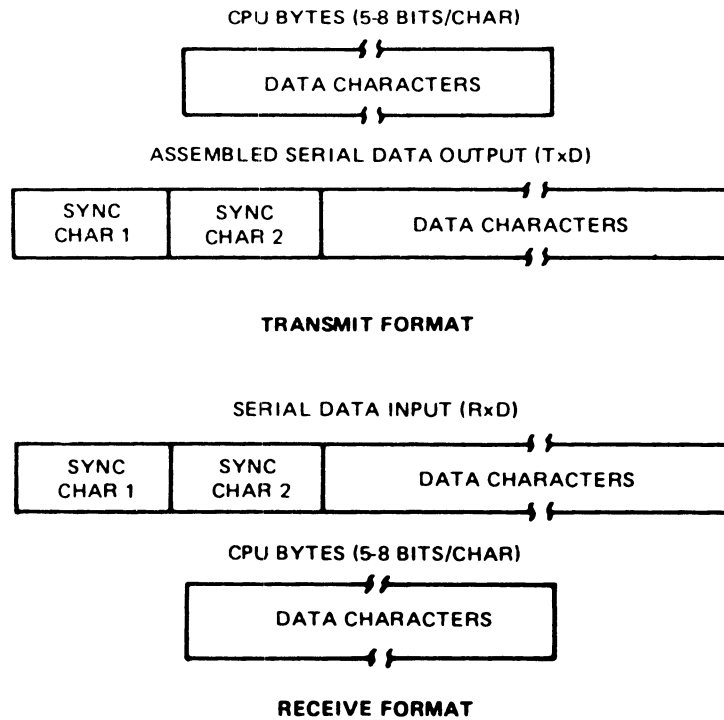 CPU BYTES (5-8 BITS/CHAR)
DATA CHARACTERS
ASSEMBLED SERIAL DATA OUTPUT (TxD)
SYNC CHAR 1
SYNC CHAR 2
DATA CHARACTERS
TRANSMIT FORMAT
SERIAL DATA INPUT (RxD)
SYNC CHAR 1
SYNC CHAR 2
DATA CHARACTERS
CPU BYTES (5-8 BITS/CHAR)
DATA CHARACTERS
RECEIVE FORMAT